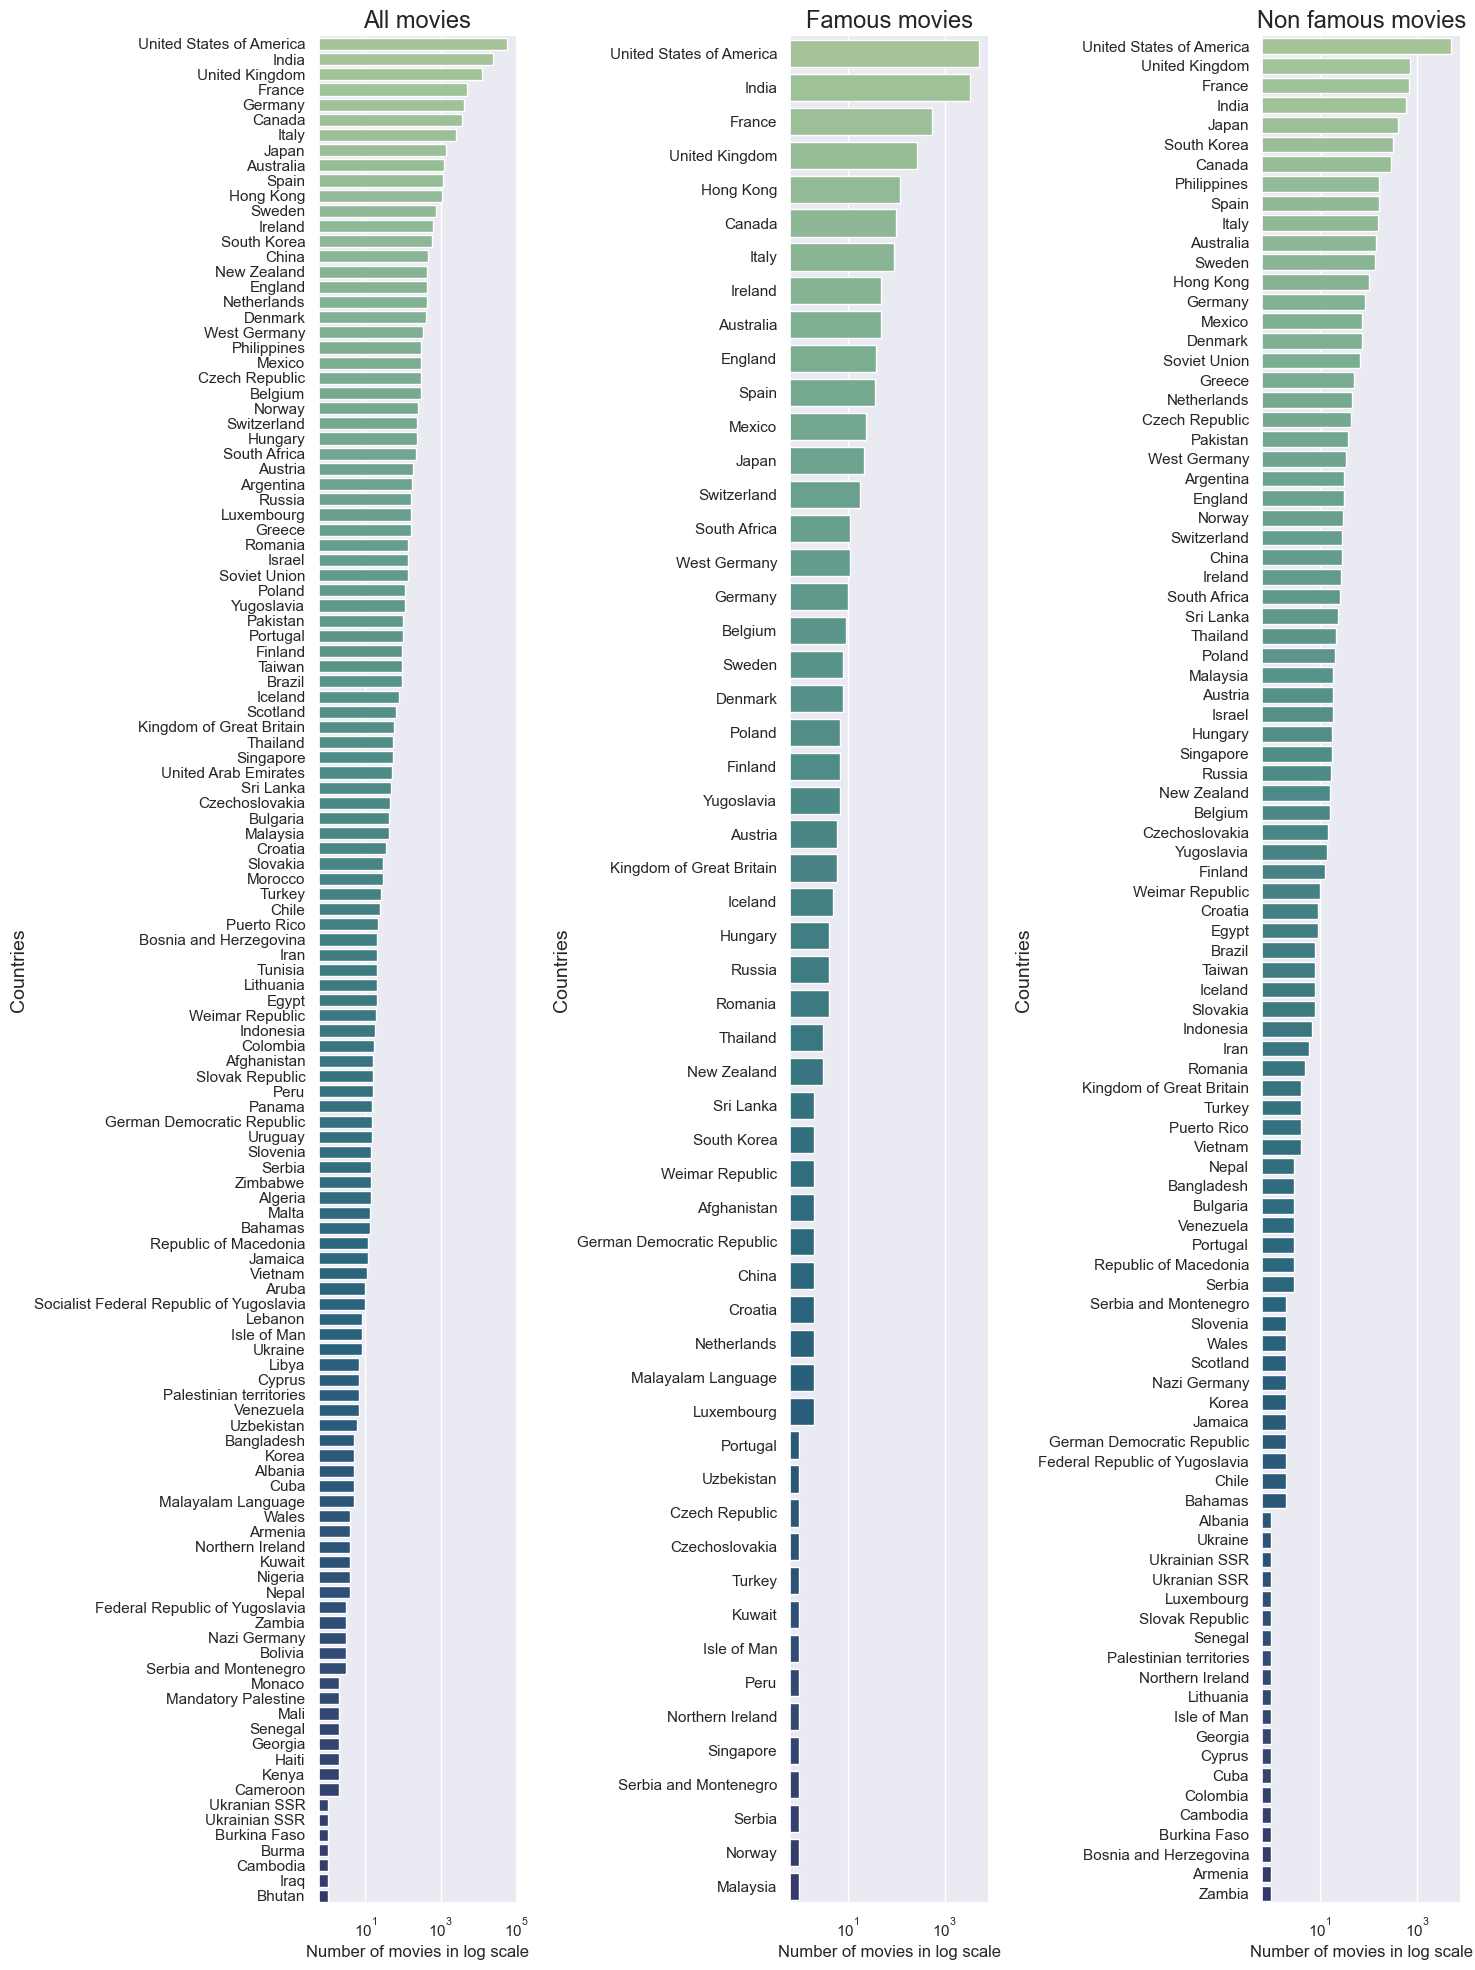 All movies
United States of America
India
United Kingdom
France
Germany
Canada
Italy
Japan
Australia
Spain
Hong Kong
Sweden
Ireland
South Korea
China
New Zealand
England
Netherlands
Denmark
West Germany
Philippines
Mexico
Czech Republic
Belgium
Norway
Switzerland
Hungary
South Africa
Austria
Argentina
Russia
Luxembourg
Greece
Romania
Israel
Soviet Union
Poland
Yugoslavia
Pakistan
Portugal
Finland
Taiwan
Brazil
Iceland
Scotland
Kingdom of Great Britain
Thailand
Singapore
United Arab Emirates
Sri Lanka
Czechoslovakia
Bulgaria
Malaysia
Croatia
Slovakia
Morocco
Turkey
Chile
Puerto Rico
Bosnia and Herzegovina
Iran
Tunisia
Lithuania
Egypt
Weimar Republic
Indonesia
Colombia
Afghanistan
Slovak Republic
Peru
Panama
German Democratic Republic
Uruguay
Slovenia
Serbia
Zimbabwe
Algeria
Malta
Bahamas
Republic of Macedonia
Jamaica
Vietnam
Aruba
Socialist Federal Republic of Yugoslavia
Lebanon
Isle of Man
Ukraine
Libya
Cyprus
Palestinian territories
Venezuela
Uzbekistan
Bangladesh
Korea
Albania
Cuba
Malayalam Language
Wales
Armenia
Northern Ireland
Kuwait
Nigeria
Nepal
Federal Republic of Yugoslavia
Zambia
Nazi Germany
Bolivia
Serbia and Montenegro
Monaco
Mandatory Palestine
Mali
Senegal
Georgia
Haiti
Kenya
Cameroon
Ukranian SSR
Ukrainian SSR
Burkina Faso
Burma
Cambodia
Iraq
Bhutan
Countries
10^1 10^3 10^5
Number of movies in log scale
Famous movies
United States of America
India
France
United Kingdom
Hong Kong
Canada
Italy
Ireland
Australia
England
Spain
Mexico
Japan
Switzerland
South Africa
West Germany
Germany
Belgium
Sweden
Denmark
Poland
Finland
Yugoslavia
Austria
Kingdom of Great Britain
Iceland
Hungary
Russia
Romania
Thailand
New Zealand
Sri Lanka
South Korea
Weimar Republic
Afghanistan
German Democratic Republic
China
Croatia
Netherlands
Malayalam Language
Luxembourg
Portugal
Uzbekistan
Czech Republic
Czechoslovakia
Turkey
Kuwait
Isle of Man
Peru
Northern Ireland
Singapore
Serbia and Montenegro
Serbia
Norway
Malaysia
Countries
10^1 10^3
Number of movies in log scale
Non famous movies
United States of America
United Kingdom
France
India
Japan
South Korea
Canada
Philippines
Spain
Italy
Australia
Sweden
Hong Kong
Germany
Mexico
Denmark
Soviet Union
Greece
Netherlands
Czech Republic
Pakistan
West Germany
Argentina
England
Norway
Switzerland
China
Ireland
South Africa
Sri Lanka
Thailand
Poland
Malaysia
Austria
Israel
Hungary
Singapore
Russia
New Zealand
Belgium
Czechoslovakia
Yugoslavia
Finland
Weimar Republic
Croatia
Egypt
Brazil
Taiwan
Iceland
Slovakia
Indonesia
Iran
Romania
Kingdom of Great Britain
Turkey
Puerto Rico
Vietnam
Nepal
Bangladesh
Bulgaria
Venezuela
Portugal
Republic of Macedonia
Serbia
Serbia and Montenegro
Slovenia
Wales
Scotland
Nazi Germany
Korea
Jamaica
German Democratic Republic
Federal Republic of Yugoslavia
Chile
Bahamas
Albania
Ukraine
Ukrainian SSR
Ukranian SSR
Luxembourg
Slovak Republic
Senegal
Palestinian territories
Northern Ireland
Lithuania
Isle of Man
Georgia
Cyprus
Cuba
Colombia
Cambodia
Burkina Faso
Bosnia and Herzegovina
Armenia
Zambia
Countries
10^1 10^3
Number of movies in log scale